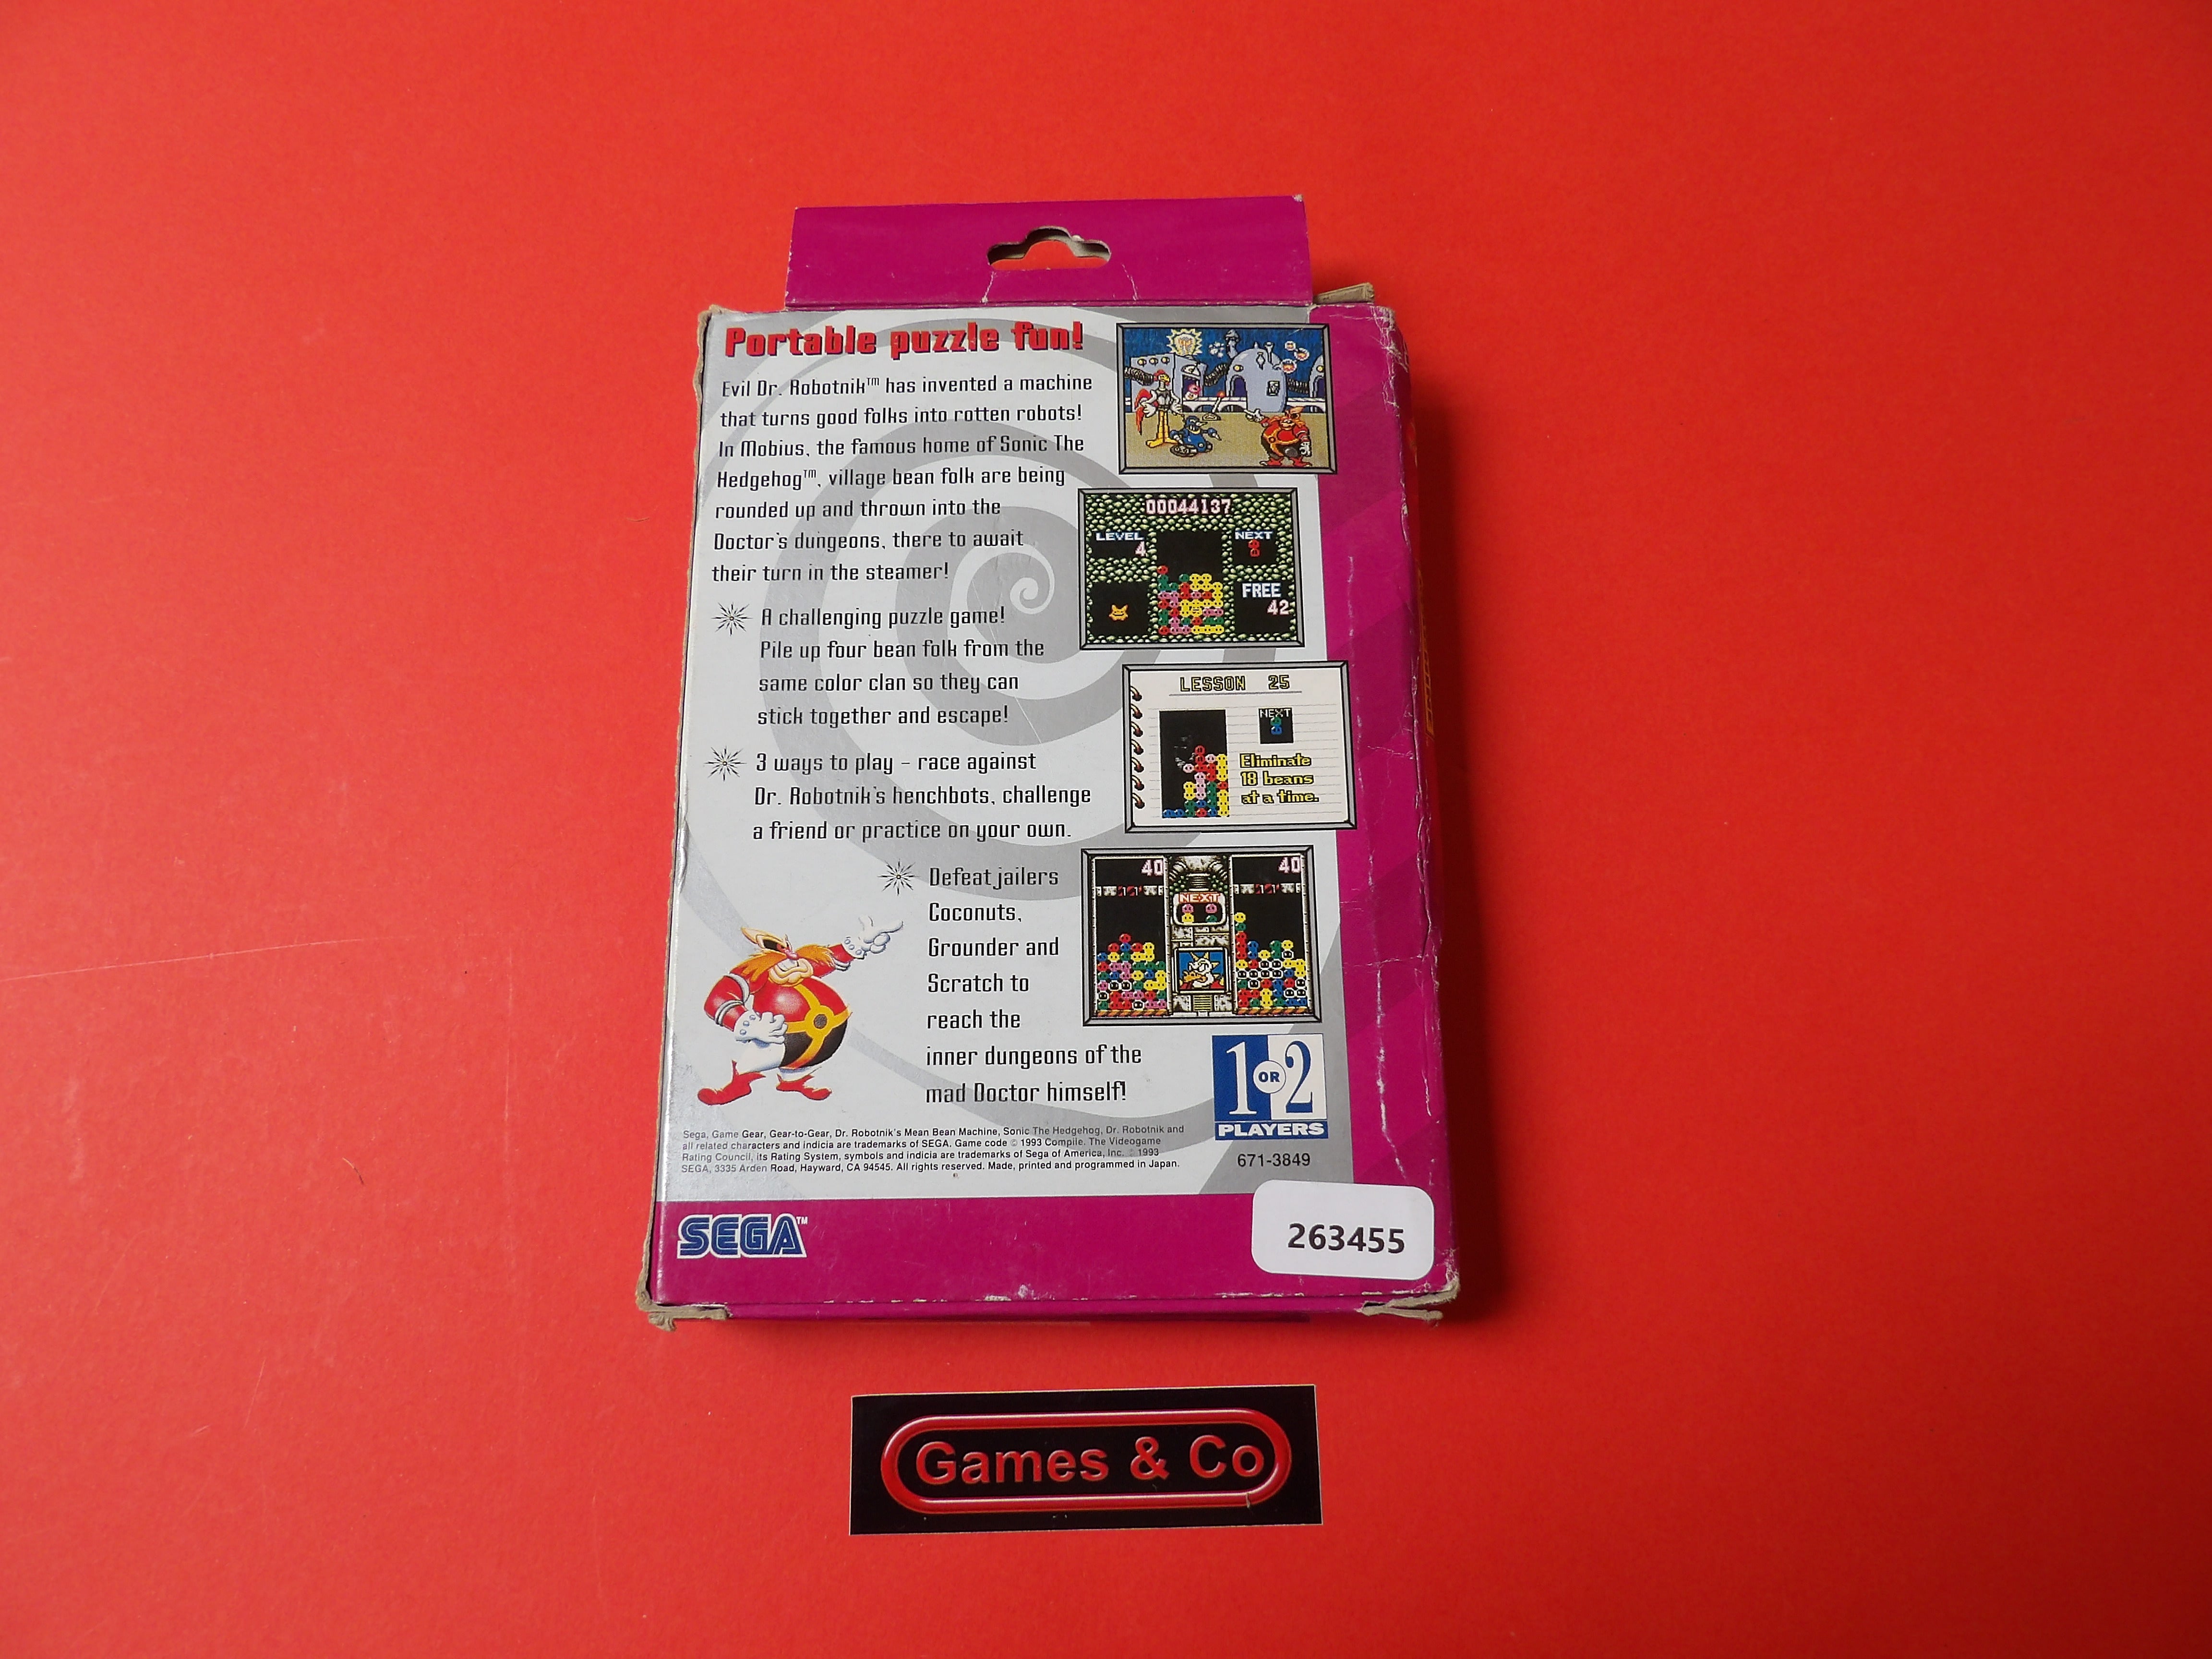 Portable puzzle fun!
Evil Dr. Robotnik™ has invented a machine
that turns good folks into rotten robots!
In Mobius, the famous home of Sonic The
Hedgehog™, village bean folk are being
rounded up and thrown into the
Doctor's dungeons, there to await
their turn in the steamer!
A challenging puzzle game!
Pile up four bean folk from the
same color clan so they can
stick together and escape!
3 ways to play – race against
Dr. Robotnik's henchbots, challenge
a friend or practice on your own.
Defeat jailers
Coconuts,
Grounder and
Scratch to
reach the
inner dungeons of the
mad Doctor himself!
00044137
LEVEL
4
NEXT
FREE
42
LESSON 25
NEXT
Eliminate
18 beans
at a time.
40
40
NEXT
1 OR 2
PLAYERS
671-3849
Sega, Game Gear, Gear-to-Gear, Dr. Robotnik's Mean Bean Machine, Sonic The Hedgehog, Dr. Robotnik and
all related characters and indicia are trademarks of SEGA. Game code © 1993 Compile. The Videogame
Rating Council, its Rating System, symbols and indicia are trademarks of Sega of America, Inc. © 1993
SEGA, 3335 Arden Road, Hayward, CA 94545. All rights reserved. Made, printed and programmed in Japan.
SEGA™
263455
Games & Co